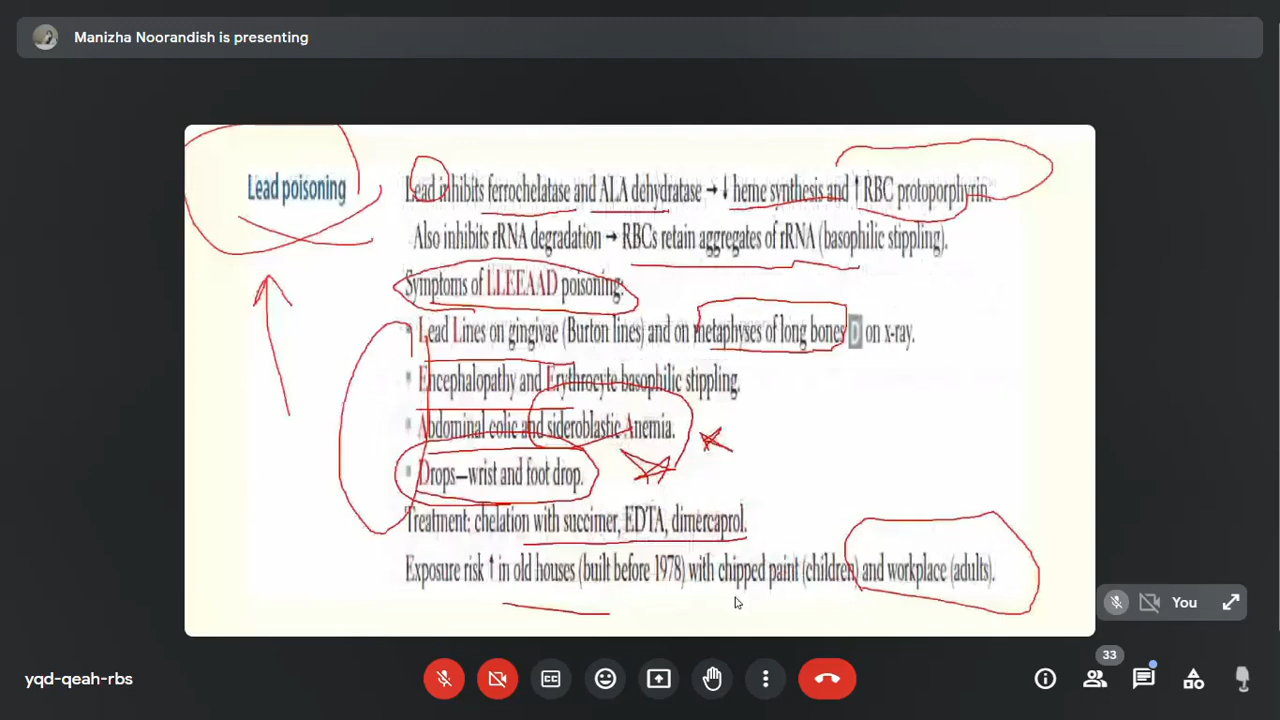 Manizha Noorandish is presenting
Lead poisoning
Lead inhibits ferrochelatase and ALA dehydratase → ↓ heme synthesis and ↑ RBC protoporphyrin.
Also inhibits rRNA degradation → RBCs retain aggregates of rRNA (basophilic stippling).
Symptoms of LLEEAAD poisoning:
▪ Lead Lines on gingivae (Burton lines) and on metaphyses of long bones D on x-ray.
▪ Encephalopathy and Erythrocyte basophilic stippling.
▪ Abdominal colic and sideroblastic Anemia.
▪ Drops—wrist and foot drop.
Treatment: chelation with succimer, EDTA, dimercaprol.
Exposure risk ↑ in old houses (built before 1978) with chipped paint (children) and workplace (adults).
You
33
yqd-qeah-rbs